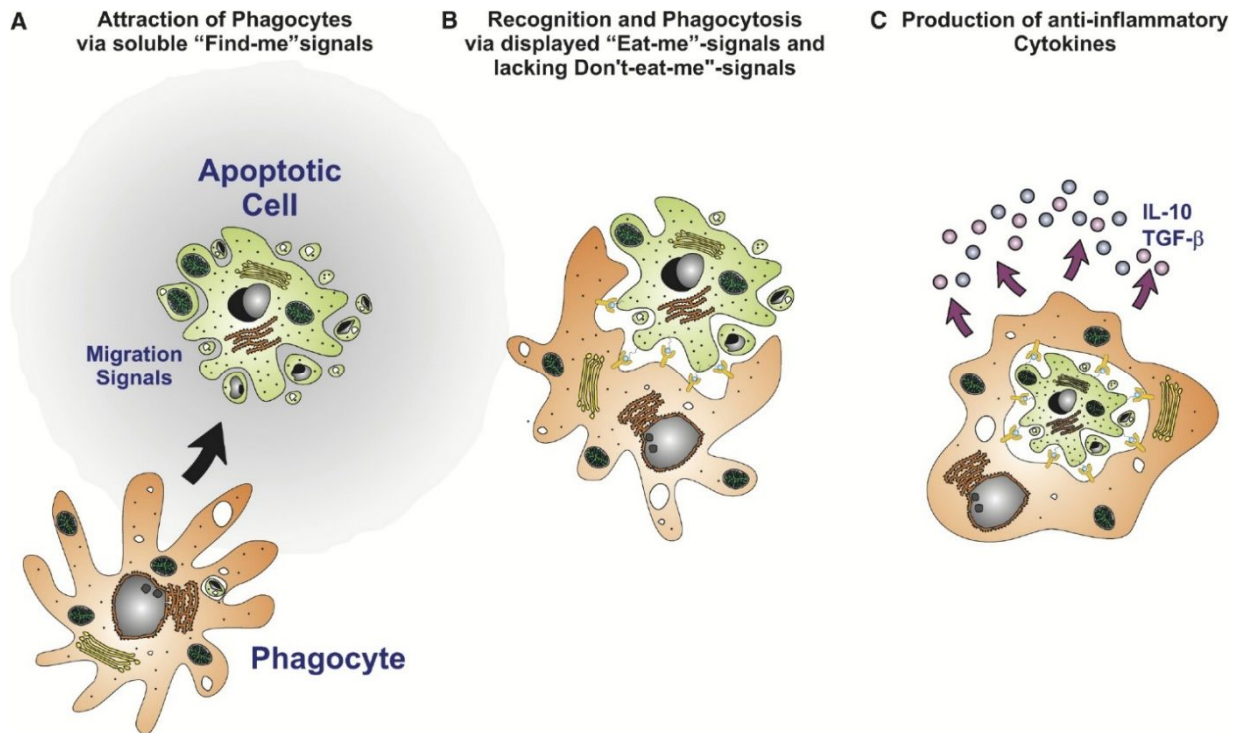 A
Attraction of Phagocytes
via soluble “Find-me”signals
Apoptotic
Cell
Migration
Signals
Phagocyte
B
Recognition and Phagocytosis
via displayed “Eat-me”-signals and
lacking Don't-eat-me"-signals
C
Production of anti-inflammatory
Cytokines
IL-10
TGF-β